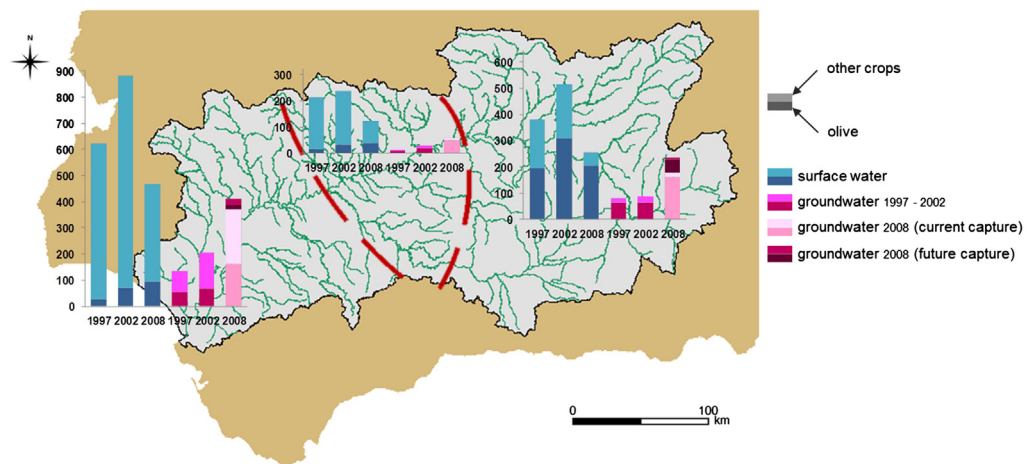 N
900
800
700
600
500
400
300
200
100
0
1997 2002 2008 1997 2002 2008
300
200
100
0
1997 2002 2008 1997 2002 2008
600
500
400
300
200
100
0
1997 2002 2008 1997 2002 2008
other crops
olive
surface water
groundwater 1997 - 2002
groundwater 2008 (current capture)
groundwater 2008 (future capture)
0 100
km